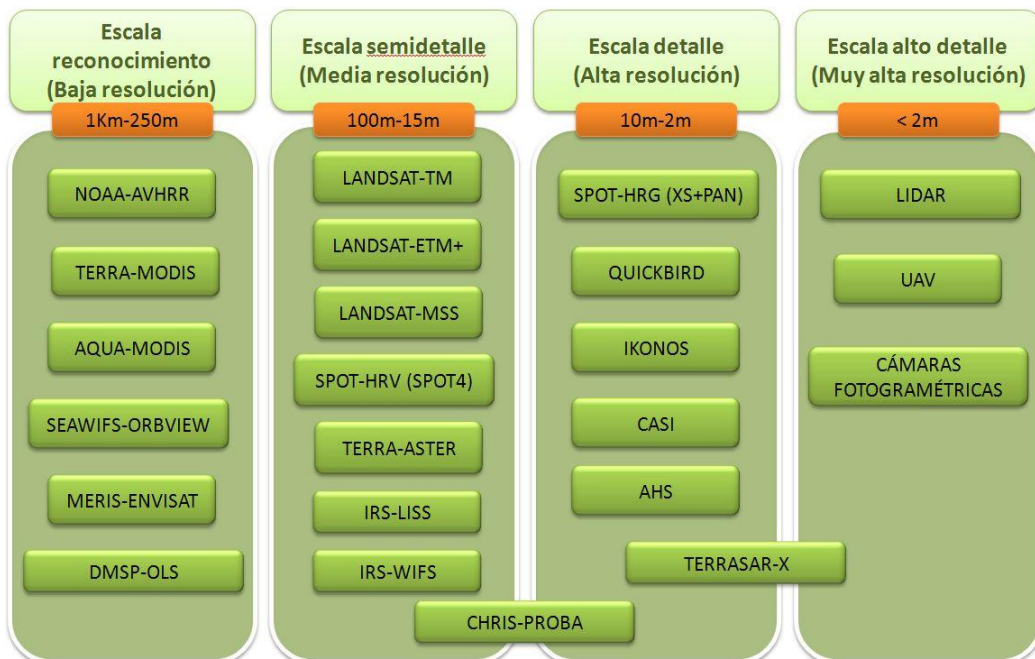 Escala
reconocimiento
(Baja resolución)
1Km-250m
NOAA-AVHRR
TERRA-MODIS
AQUA-MODIS
SEAWIFS-ORBVIEW
MERIS-ENVISAT
DMSP-OLS
Escala semidetalle
(Media resolución)
100m-15m
LANDSAT-TM
LANDSAT-ETM+
LANDSAT-MSS
SPOT-HRV (SPOT4)
TERRA-ASTER
IRS-LISS
IRS-WIFS
CHRIS-PROBA
Escala detalle
(Alta resolución)
10m-2m
SPOT-HRG (XS+PAN)
QUICKBIRD
IKONOS
CASI
AHS
TERRASAR-X
Escala alto detalle
(Muy alta resolución)
< 2m
LIDAR
UAV
CÁMARAS
FOTOGRAMÉTRICAS